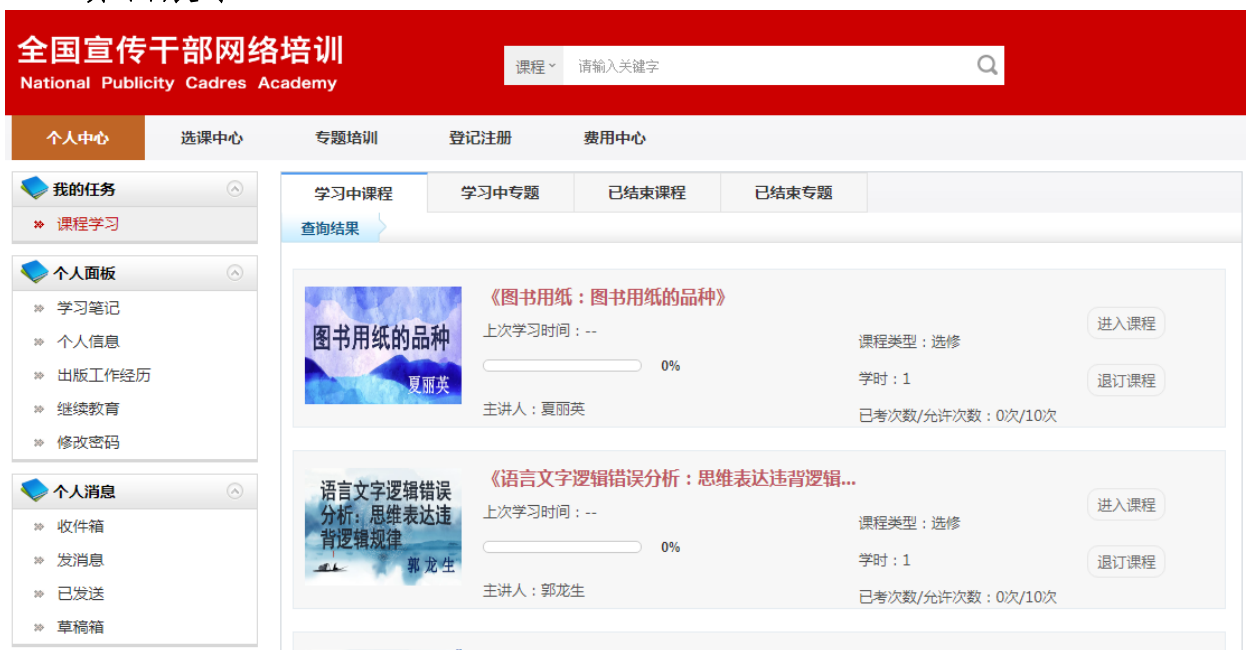 全国宣传干部网络培训
National Publicity Cadres Academy
课程 请输入关键字
个人中心 选课中心 专题培训 登记注册 费用中心
我的任务
课程学习
个人面板
学习笔记
个人信息
出版工作经历
继续教育
修改密码
个人消息
收件箱
发消息
已发送
草稿箱
学习中课程 学习中专题 已结束课程 已结束专题
查询结果
图书用纸的品种
夏丽英
《图书用纸：图书用纸的品种》
上次学习时间：--
0%
主讲人：夏丽英
课程类型：选修
学时：1
已考次数/允许次数：0次/10次
进入课程
退订课程
语言文字逻辑错误
分析：思维表达违
背逻辑规律
郭龙生
《语言文字逻辑错误分析：思维表达违背逻辑...
上次学习时间：--
0%
主讲人：郭龙生
课程类型：选修
学时：1
已考次数/允许次数：0次/10次
进入课程
退订课程